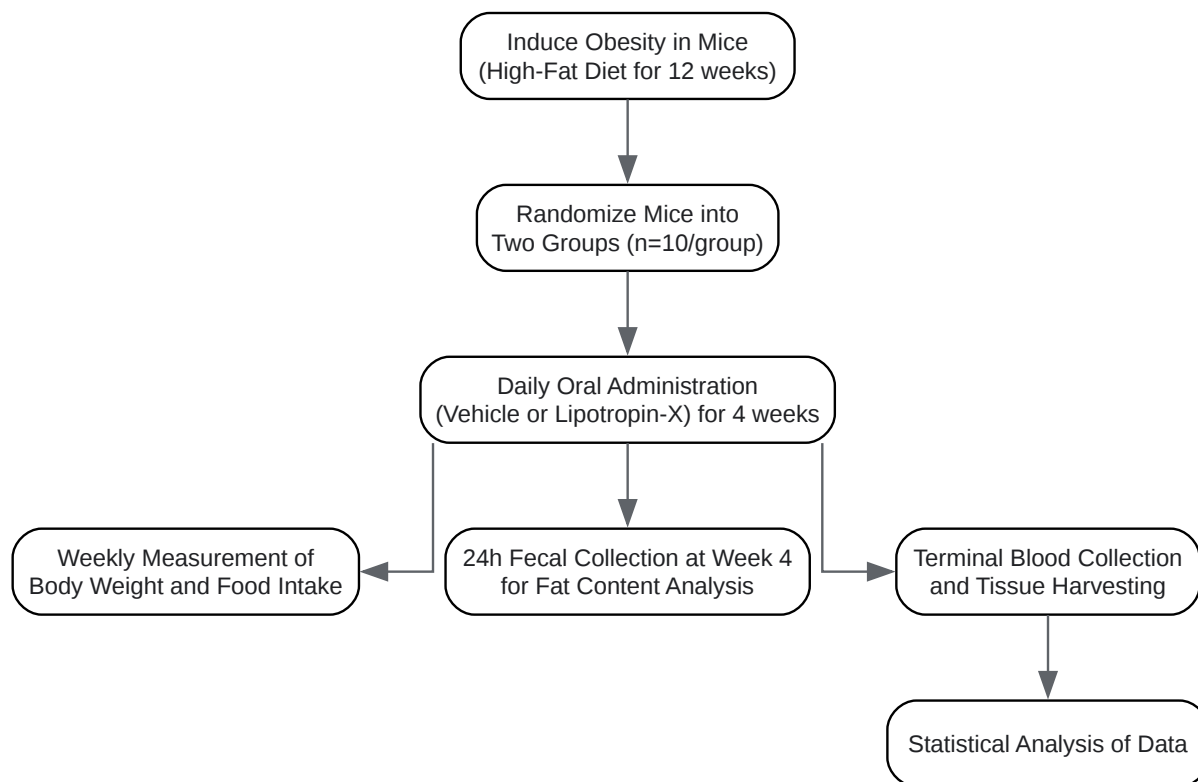 Induce Obesity in Mice
(High-Fat Diet for 12 weeks)
Randomize Mice into
Two Groups (n=10/group)
Daily Oral Administration
(Vehicle or Lipotropin-X) for 4 weeks
Weekly Measurement of
Body Weight and Food Intake
24h Fecal Collection at Week 4
for Fat Content Analysis
Terminal Blood Collection
and Tissue Harvesting
Statistical Analysis of Data